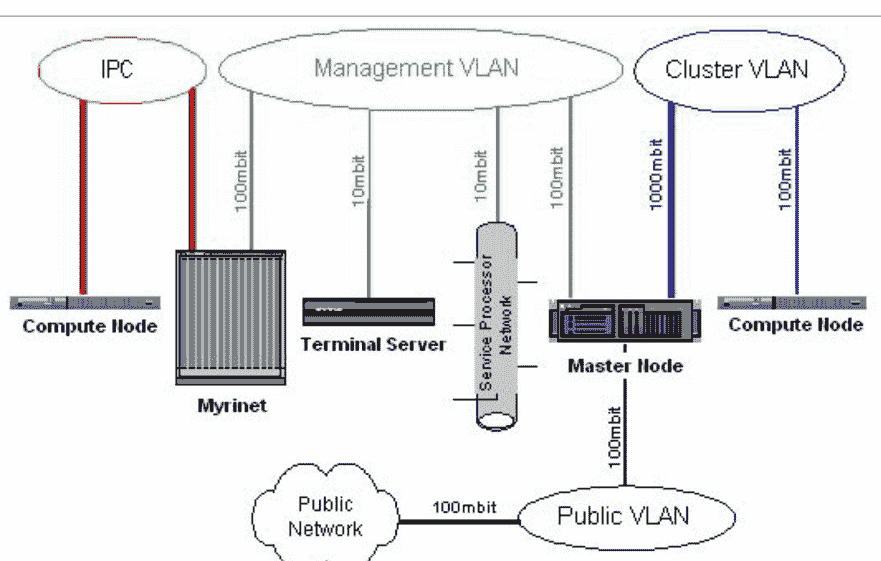 IPC
Management VLAN
Cluster VLAN
100mbit
10mbit
10mbit
100mbit
1000mbit
100mbit
Compute Node
Myrinet
Terminal Server
Service Processor
Network
Master Node
Compute Node
100mbit
Public
Network
100mbit
Public VLAN